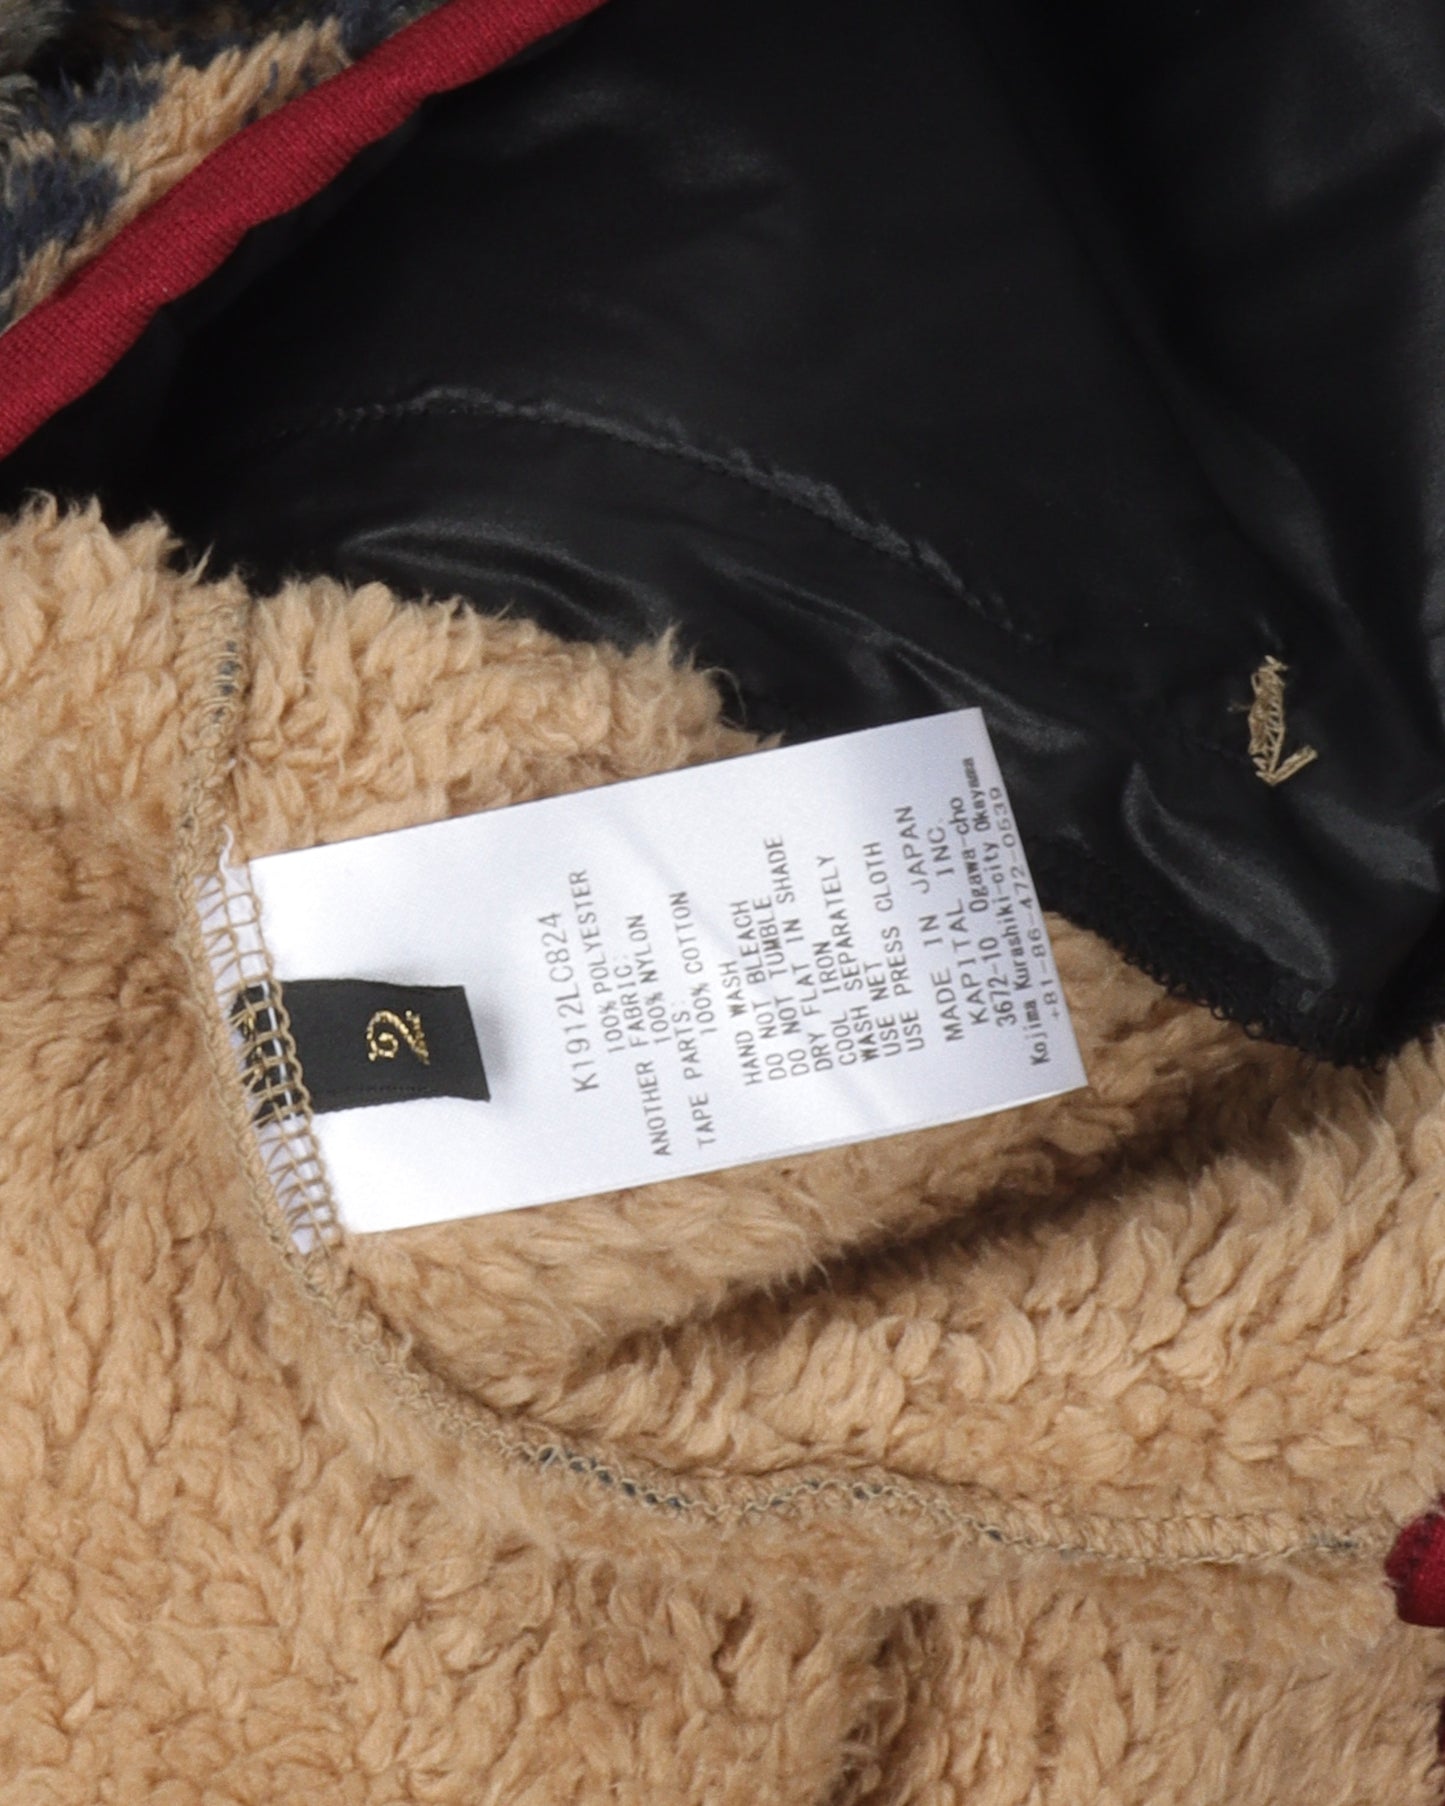 2
K1912LC824
100% POLYESTER
ANOTHER FABRIC:
100% NYLON
TAPE PARTS:
100% COTTON
HAND WASH
DO NOT BLEACH
DO NOT TUMBLE
DRY FLAT IN SHADE
COOL IRON
WASH SEPARATELY
USE NET
USE PRESS CLOTH
MADE IN JAPAN
KAPITAL INC.
3672-10 Ogawa-cho
Kojima Kurashiki-city Okayama
+81-86-472-0539